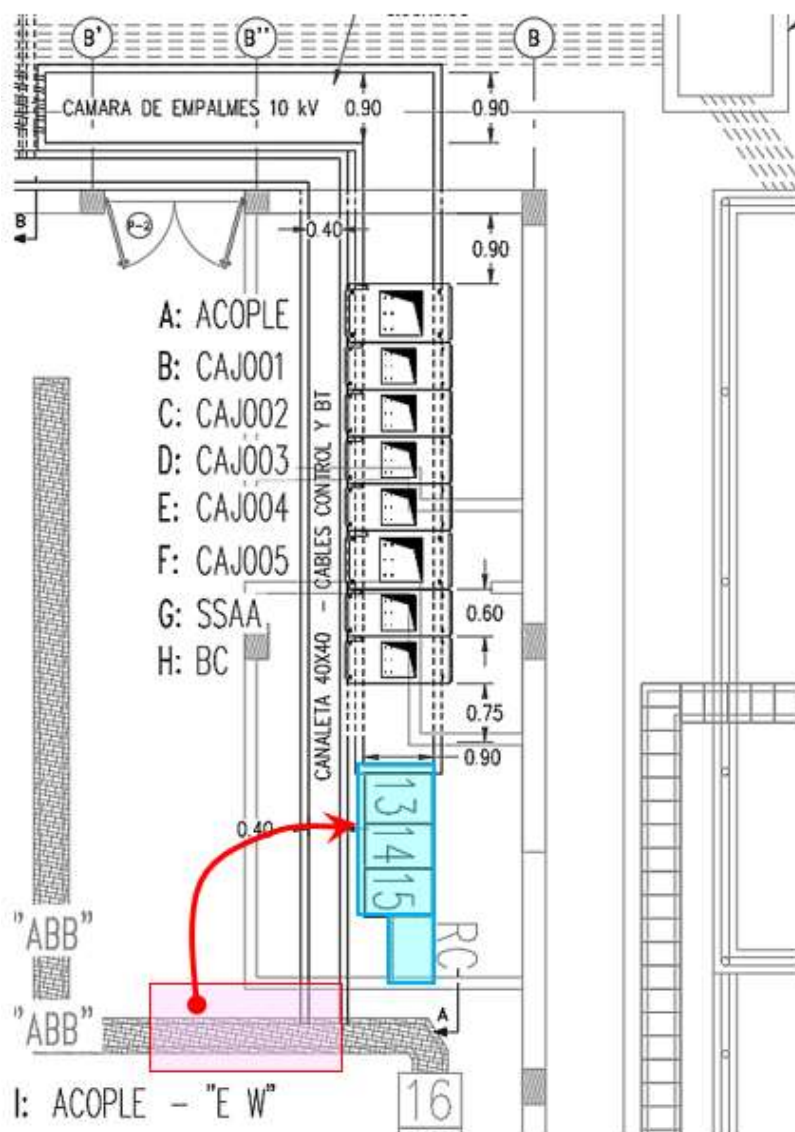 B'
B''
B
CAMARA DE EMPALMES 10 kV
0.90
0.90
B
P-2
0.40
0.90
A: ACOPLE
B: CAJ001
C: CAJ002
D: CAJ003
E: CAJ004
F: CAJ005
G: SSAA
H: BC
CANALETA 40X40 - CABLES CONTROL Y BT
0.60
0.75
0.90
0.40
13
14
15
RC
"ABB"
"ABB"
A
I: ACOPLE - "E W"
16